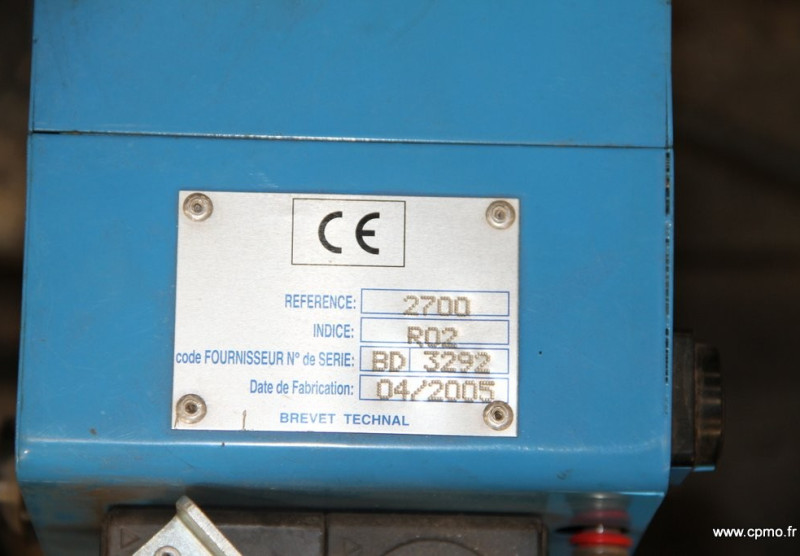 CE
REFERENCE: 2700
INDICE: R02
code FOURNISSEUR N° de SERIE: BD 3292
Date de Fabrication: 04/2005
BREVET TECHNAL
www.cpmo.fr